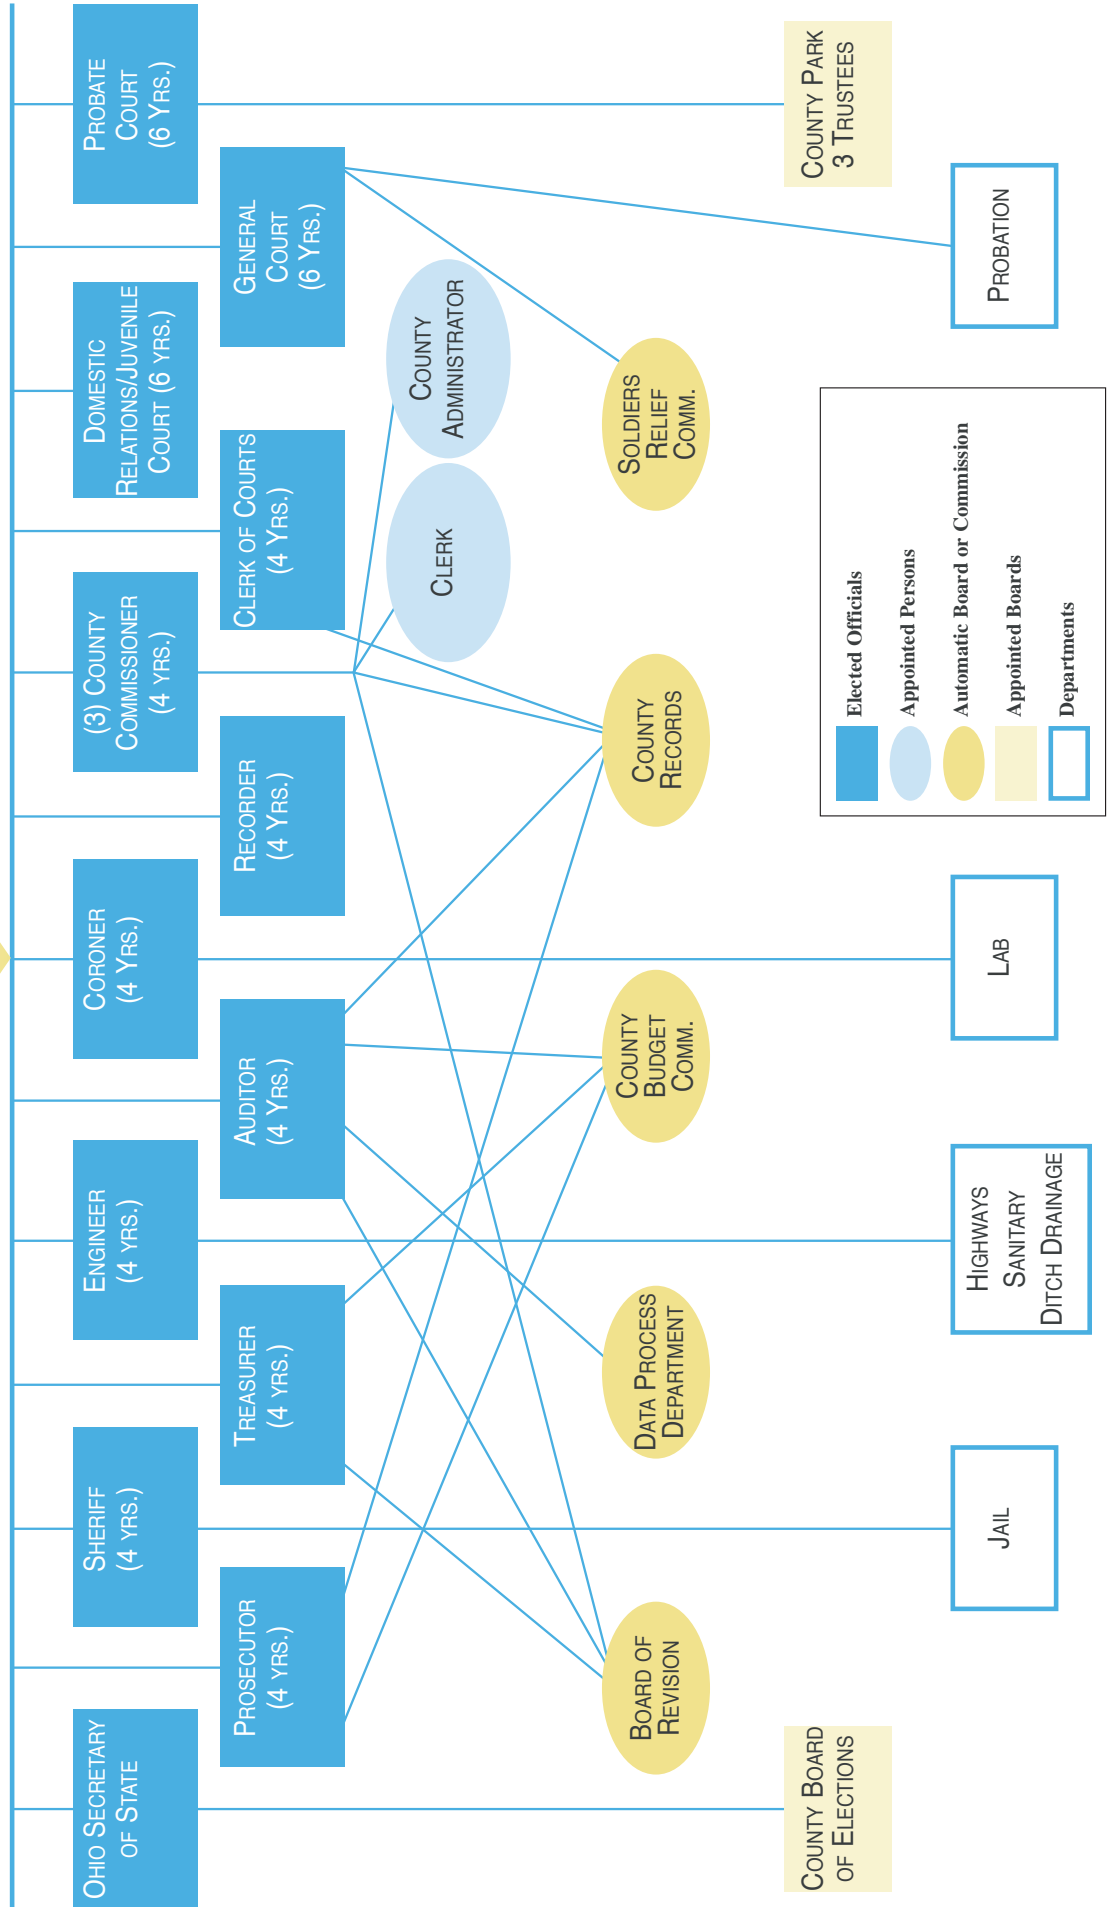 OHIO SECRETARY
OF STATE
SHERIFF
(4 YRS.)
ENGINEER
(4 YRS.)
CORONER
(4 YRS.)
(3) COUNTY
COMMISSIONER
(4 YRS.)
DOMESTIC
RELATIONS/JUVENILE
COURT (6 YRS.)
PROBATE
COURT
(6 YRS.)
PROSECUTOR
(4 YRS.)
TREASURER
(4 YRS.)
AUDITOR
(4 YRS.)
RECORDER
(4 YRS.)
CLERK OF COURTS
(4 YRS.)
GENERAL
COURT
(6 YRS.)
CLERK
COUNTY
ADMINISTRATOR
BOARD OF
REVISION
DATA PROCESS
DEPARTMENT
COUNTY
BUDGET
COMM.
COUNTY
RECORDS
SOLDIERS
RELIEF
COMM.
COUNTY BOARD
OF ELECTIONS
COUNTY PARK
3 TRUSTEES
JAIL
HIGHWAYS
SANITARY
DITCH DRAINAGE
LAB
PROBATION
Elected Officials
Appointed Persons
Automatic Board or Commission
Appointed Boards
Departments